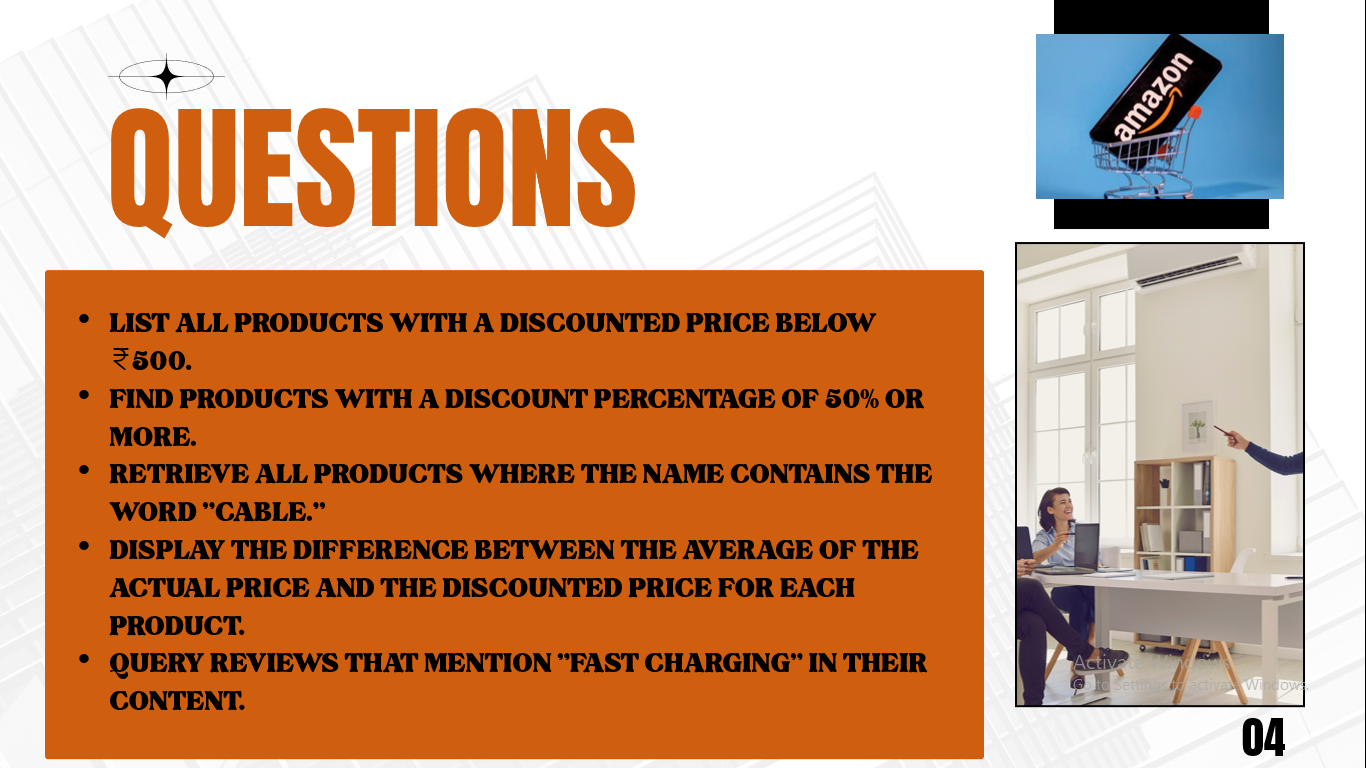 amazon
QUESTIONS
• LIST ALL PRODUCTS WITH A DISCOUNTED PRICE BELOW
₹500.
• FIND PRODUCTS WITH A DISCOUNT PERCENTAGE OF 50% OR
MORE.
• RETRIEVE ALL PRODUCTS WHERE THE NAME CONTAINS THE
WORD ”CABLE.”
• DISPLAY THE DIFFERENCE BETWEEN THE AVERAGE OF THE
ACTUAL PRICE AND THE DISCOUNTED PRICE FOR EACH
PRODUCT.
• QUERY REVIEWS THAT MENTION ”FAST CHARGING” IN THEIR
CONTENT.
Activate Windows
Go to Settings to activate Windows.
04